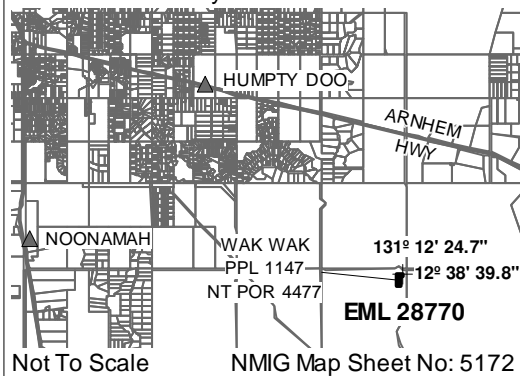 HUMPTY DOO
ARNHEM
HWY
NOONAMAH
WAK WAK
PPL 1147
NT POR 4477
131º 12' 24.7"
12º 38' 39.8"
EML 28770
Not To Scale
NMIG Map Sheet No: 5172